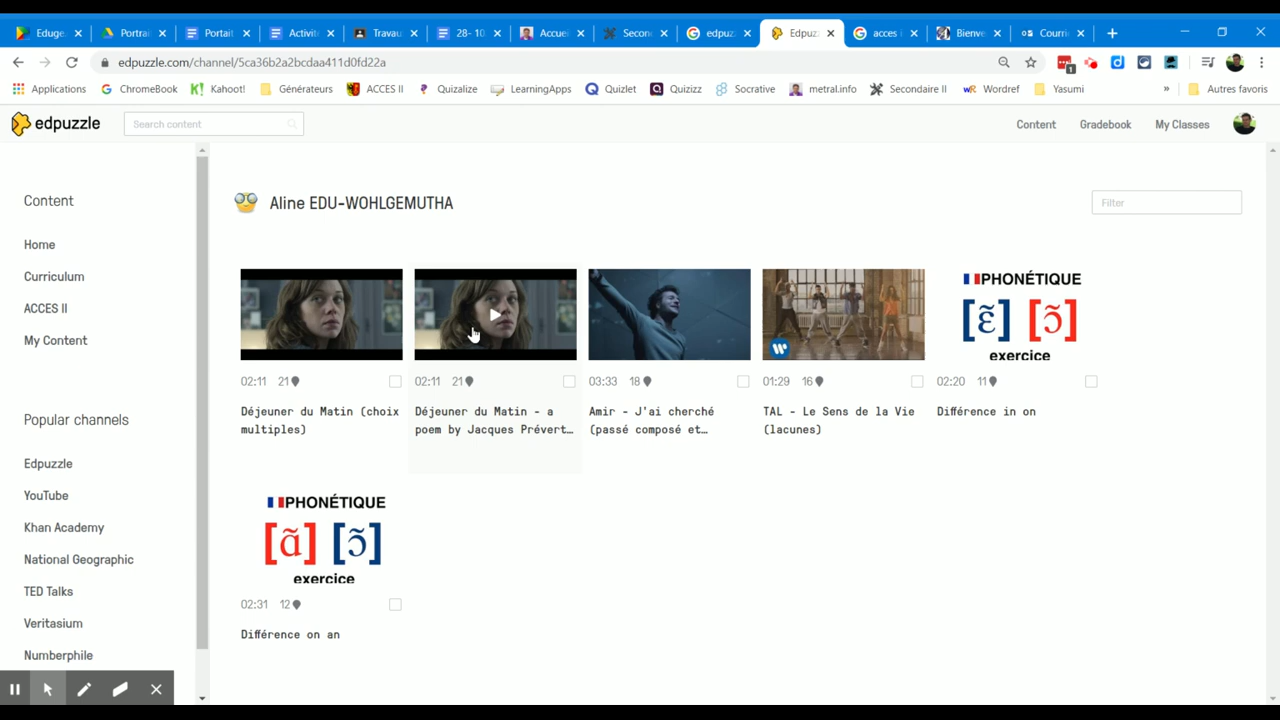 Eduge
Portrai
Portait
Activit
Travau
28- 10
Accue
Secon
edpuz
Edpuz
acces i
Bienve
Courri
edpuzzle.com/channel/5ca36b2a2bcdaa411d0fd22a
1
Applications
ChromeBook
Kahoot!
Générateurs
ACCES II
Quizalize
LearningApps
Quizlet
Quizizz
Socrative
metral.info
Secondaire II
wR Wordref
Yasumi
»
Autres favoris
edpuzzle
Search content
Content
Gradebook
My Classes
Content
Home
Curriculum
ACCES II
My Content
Popular channels
Edpuzzle
YouTube
Khan Academy
National Geographic
TED Talks
Veritasium
Numberphile
Aline EDU-WOHLGEMUTHA
Filter
02:11 21
Déjeuner du Matin (choix
multiples)
02:11 21
Déjeuner du Matin - a
poem by Jacques Prévert…
03:33 18
Amir - J'ai cherché
(passé composé et…
01:29 16
TAL - Le Sens de la Vie
(lacunes)
PHONÉTIQUE
[ɛ̃] [ɔ̃]
exercice
02:20 11
Différence in on
PHONÉTIQUE
[ɑ̃] [ɔ̃]
exercice
02:31 12
Différence on an